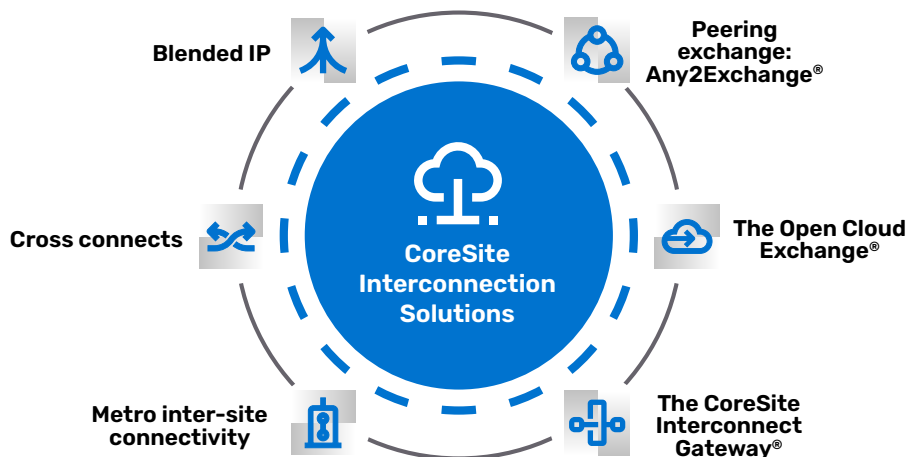 Blended IP
Peering
exchange:
Any2Exchange®
Cross connects
CoreSite
Interconnection
Solutions
The Open Cloud
Exchange®
Metro inter-site
connectivity
The CoreSite
Interconnect
Gateway®